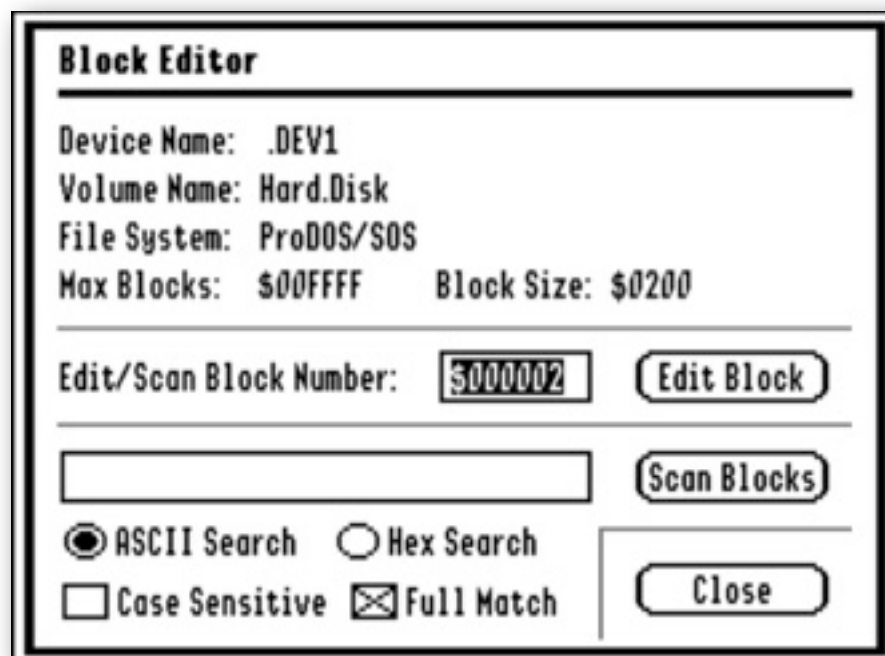 Block Editor
Device Name: .DEV1
Volume Name: Hard.Disk
File System: ProDOS/SOS
Max Blocks: $00FFFF Block Size: $0200
Edit/Scan Block Number: $000002 Edit Block
Scan Blocks
ASCII Search Hex Search
Case Sensitive Full Match
Close